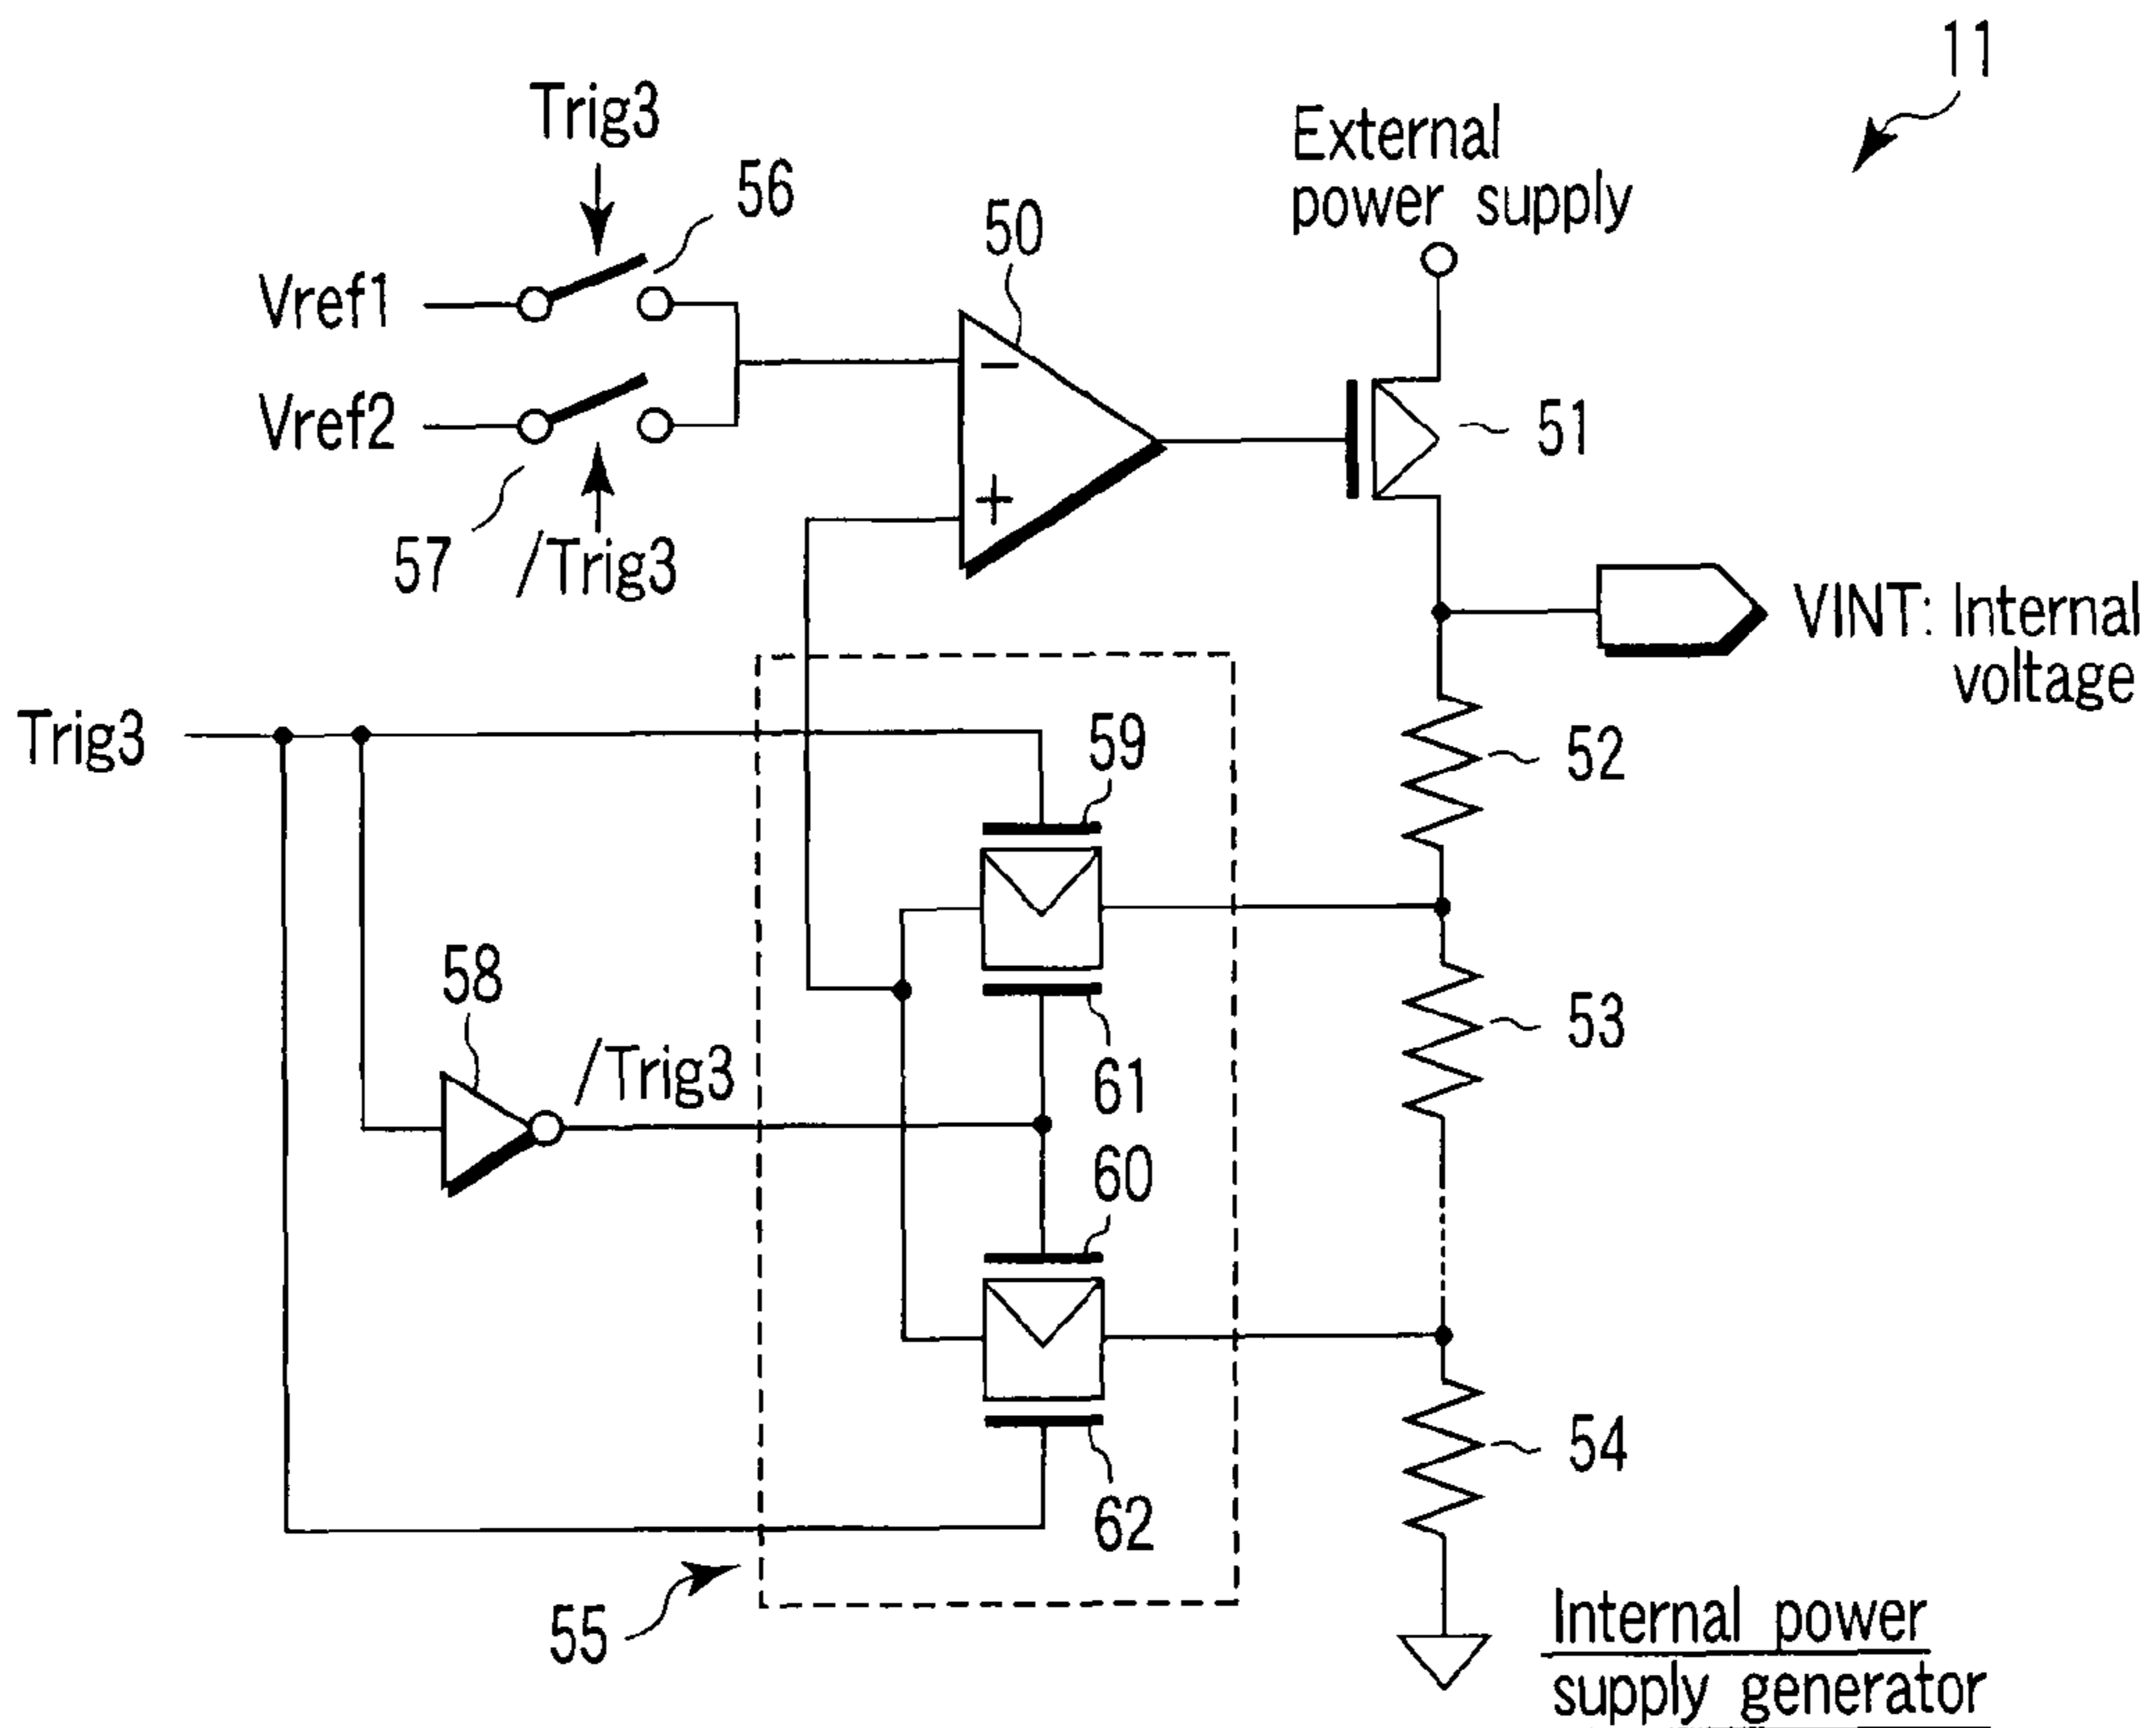 11
Trig3
56
External
power supply
50
Vref1
Vref2
−
+
51
57
/Trig3
VINT: Internal
voltage
Trig3
59
52
58
/Trig3
61
53
60
62
54
55
Internal power
supply generator